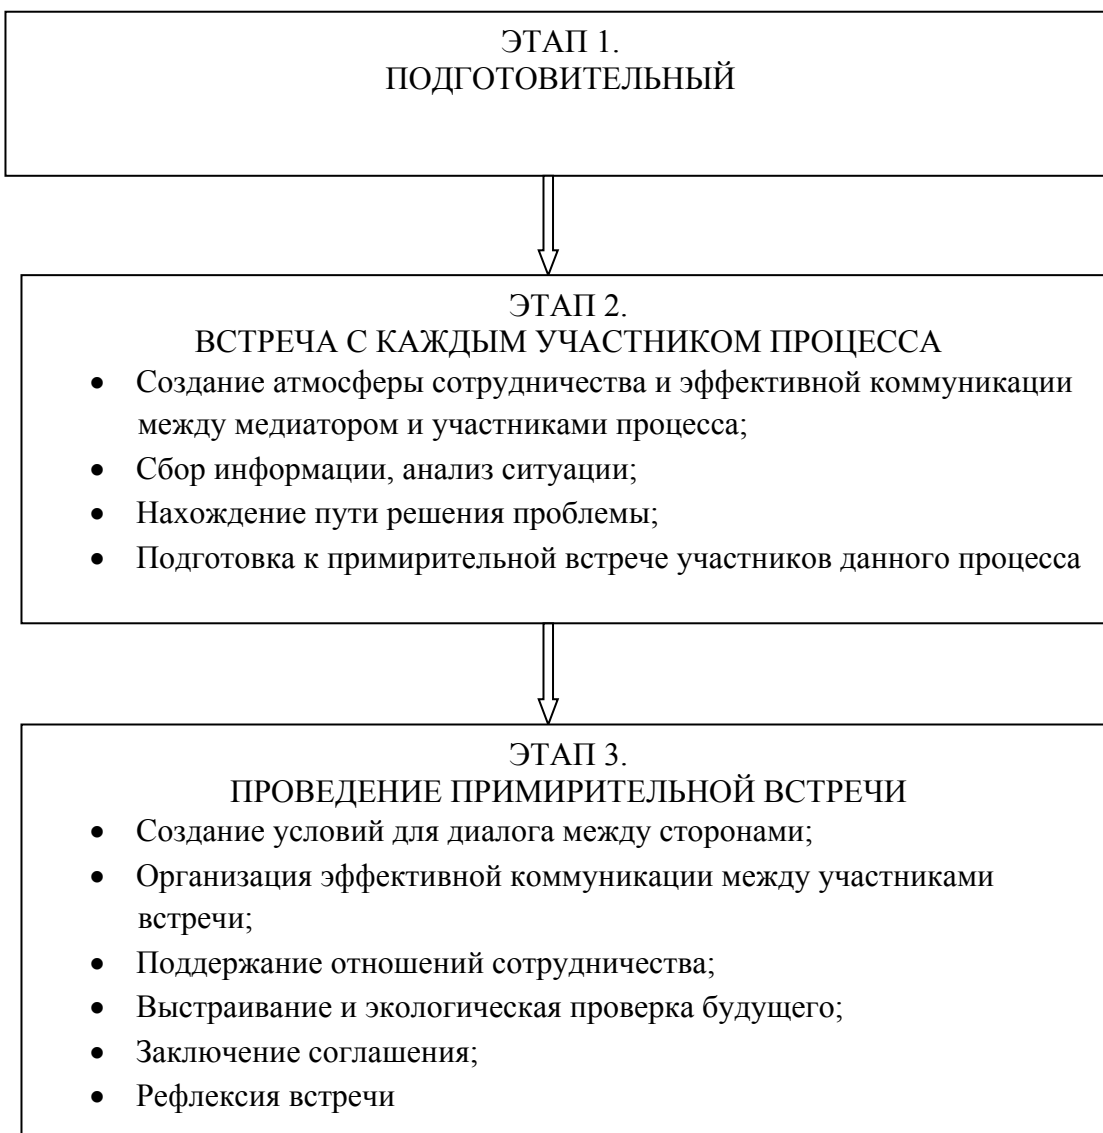 ЭТАП 1.
ПОДГОТОВИТЕЛЬНЫЙ
ЭТАП 2.
ВСТРЕЧА С КАЖДЫМ УЧАСТНИКОМ ПРОЦЕССА
• Создание атмосферы сотрудничества и эффективной коммуникации
между медиатором и участниками процесса;
• Сбор информации, анализ ситуации;
• Нахождение пути решения проблемы;
• Подготовка к примирительной встрече участников данного процесса
ЭТАП 3.
ПРОВЕДЕНИЕ ПРИМИРИТЕЛЬНОЙ ВСТРЕЧИ
• Создание условий для диалога между сторонами;
• Организация эффективной коммуникации между участниками
встречи;
• Поддержание отношений сотрудничества;
• Выстраивание и экологическая проверка будущего;
• Заключение соглашения;
• Рефлексия встречи